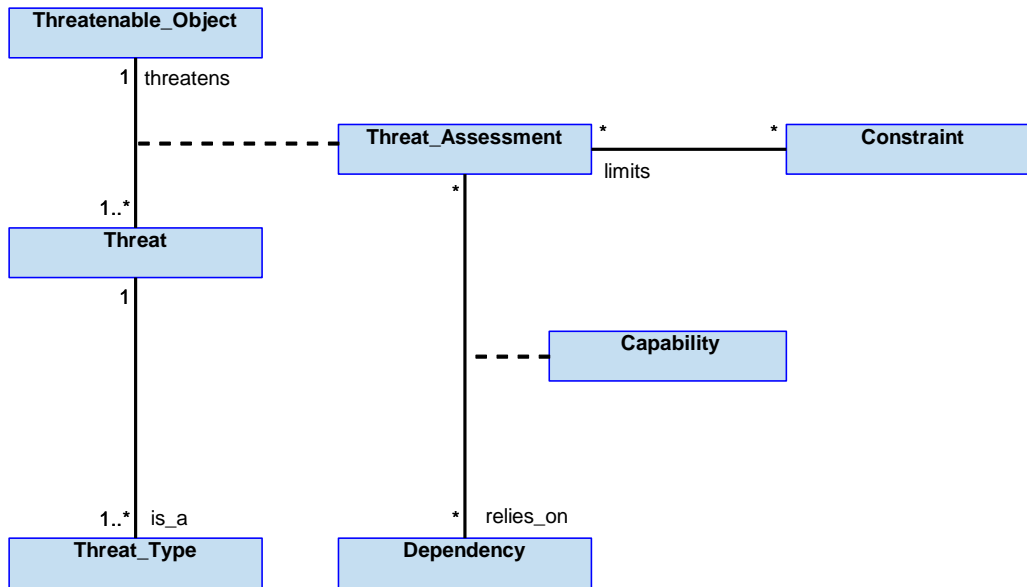 Threatenable_Object
1 threatens
Threat_Assessment
* *
Constraint
limits
*
1..*
Threat
1
Capability
1..* is_a
* relies_on
Threat_Type
Dependency